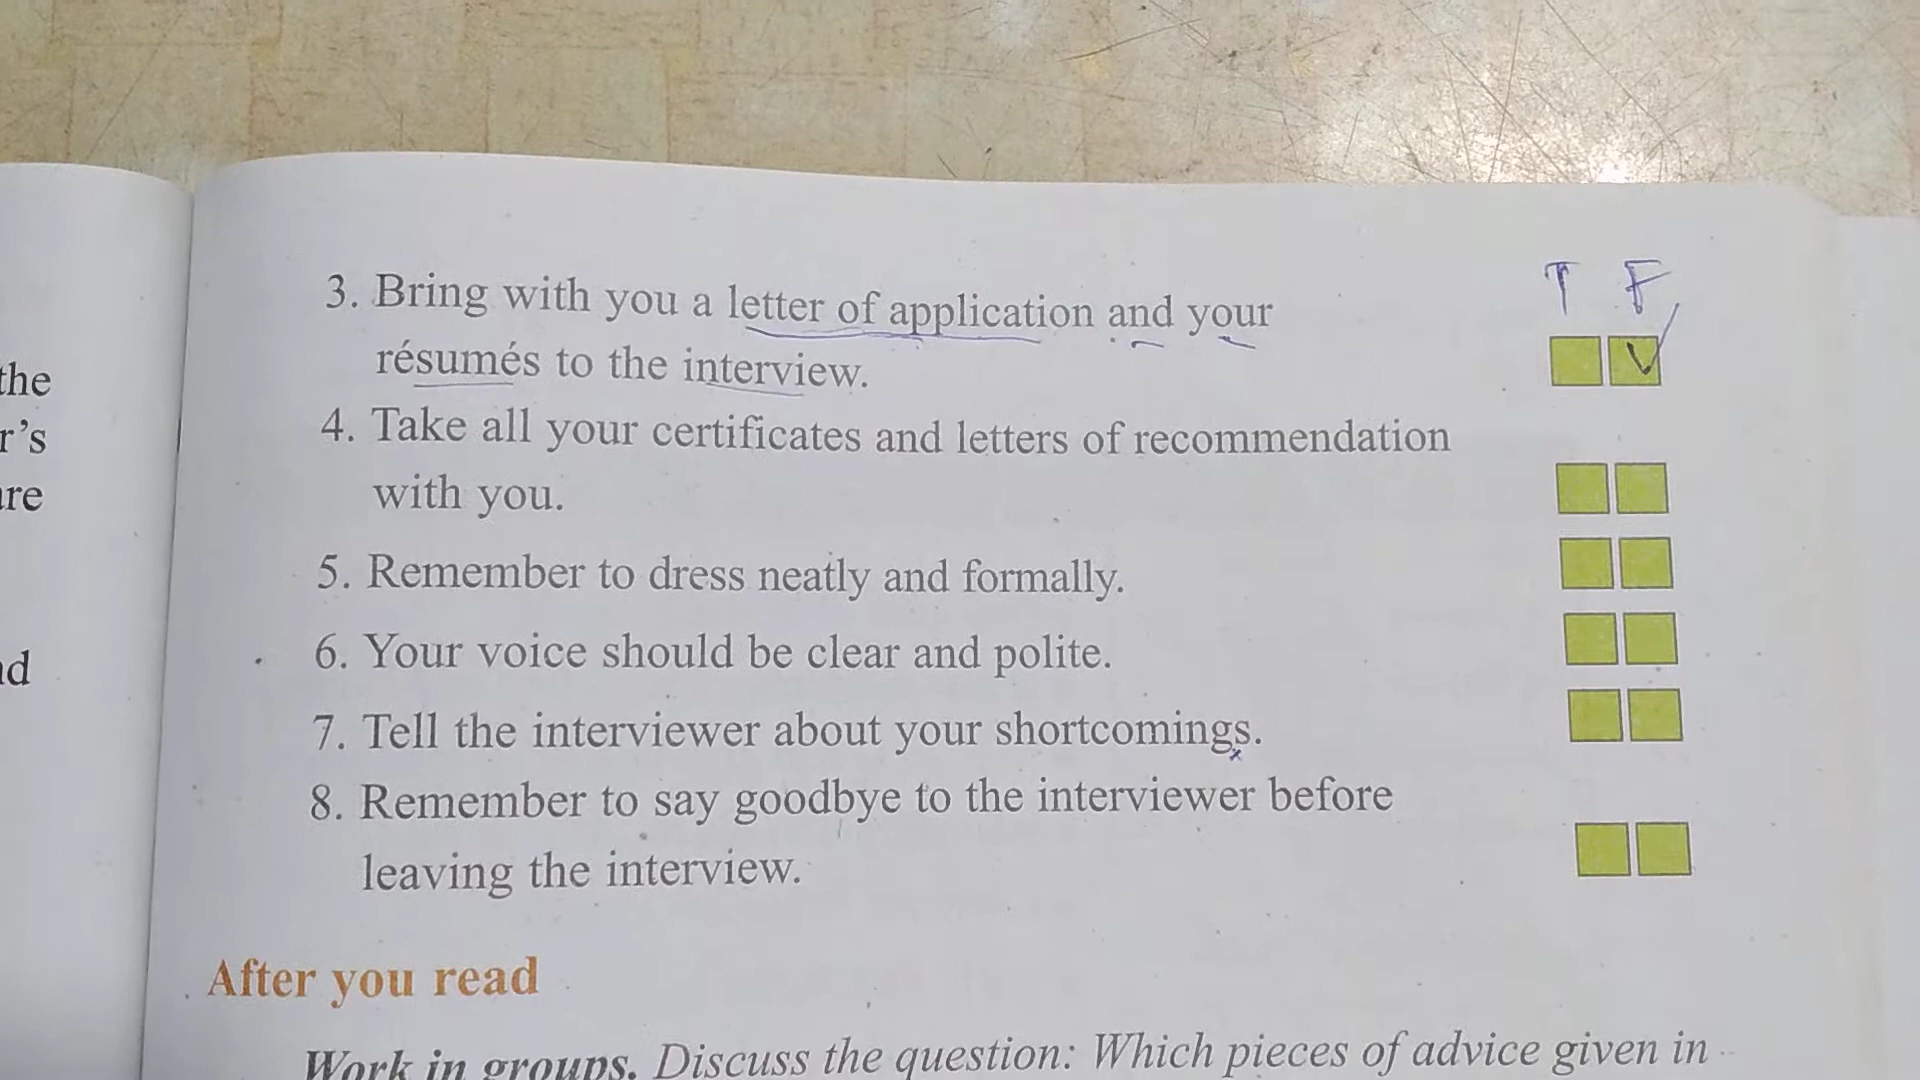 T F
3. Bring with you a letter of application and your
résumés to the interview.
4. Take all your certificates and letters of recommendation
with you.
5. Remember to dress neatly and formally.
6. Your voice should be clear and polite.
7. Tell the interviewer about your shortcomings.
8. Remember to say goodbye to the interviewer before
leaving the interview.
After you read
Work in groups. Discuss the question: Which pieces of advice given in
the
r's